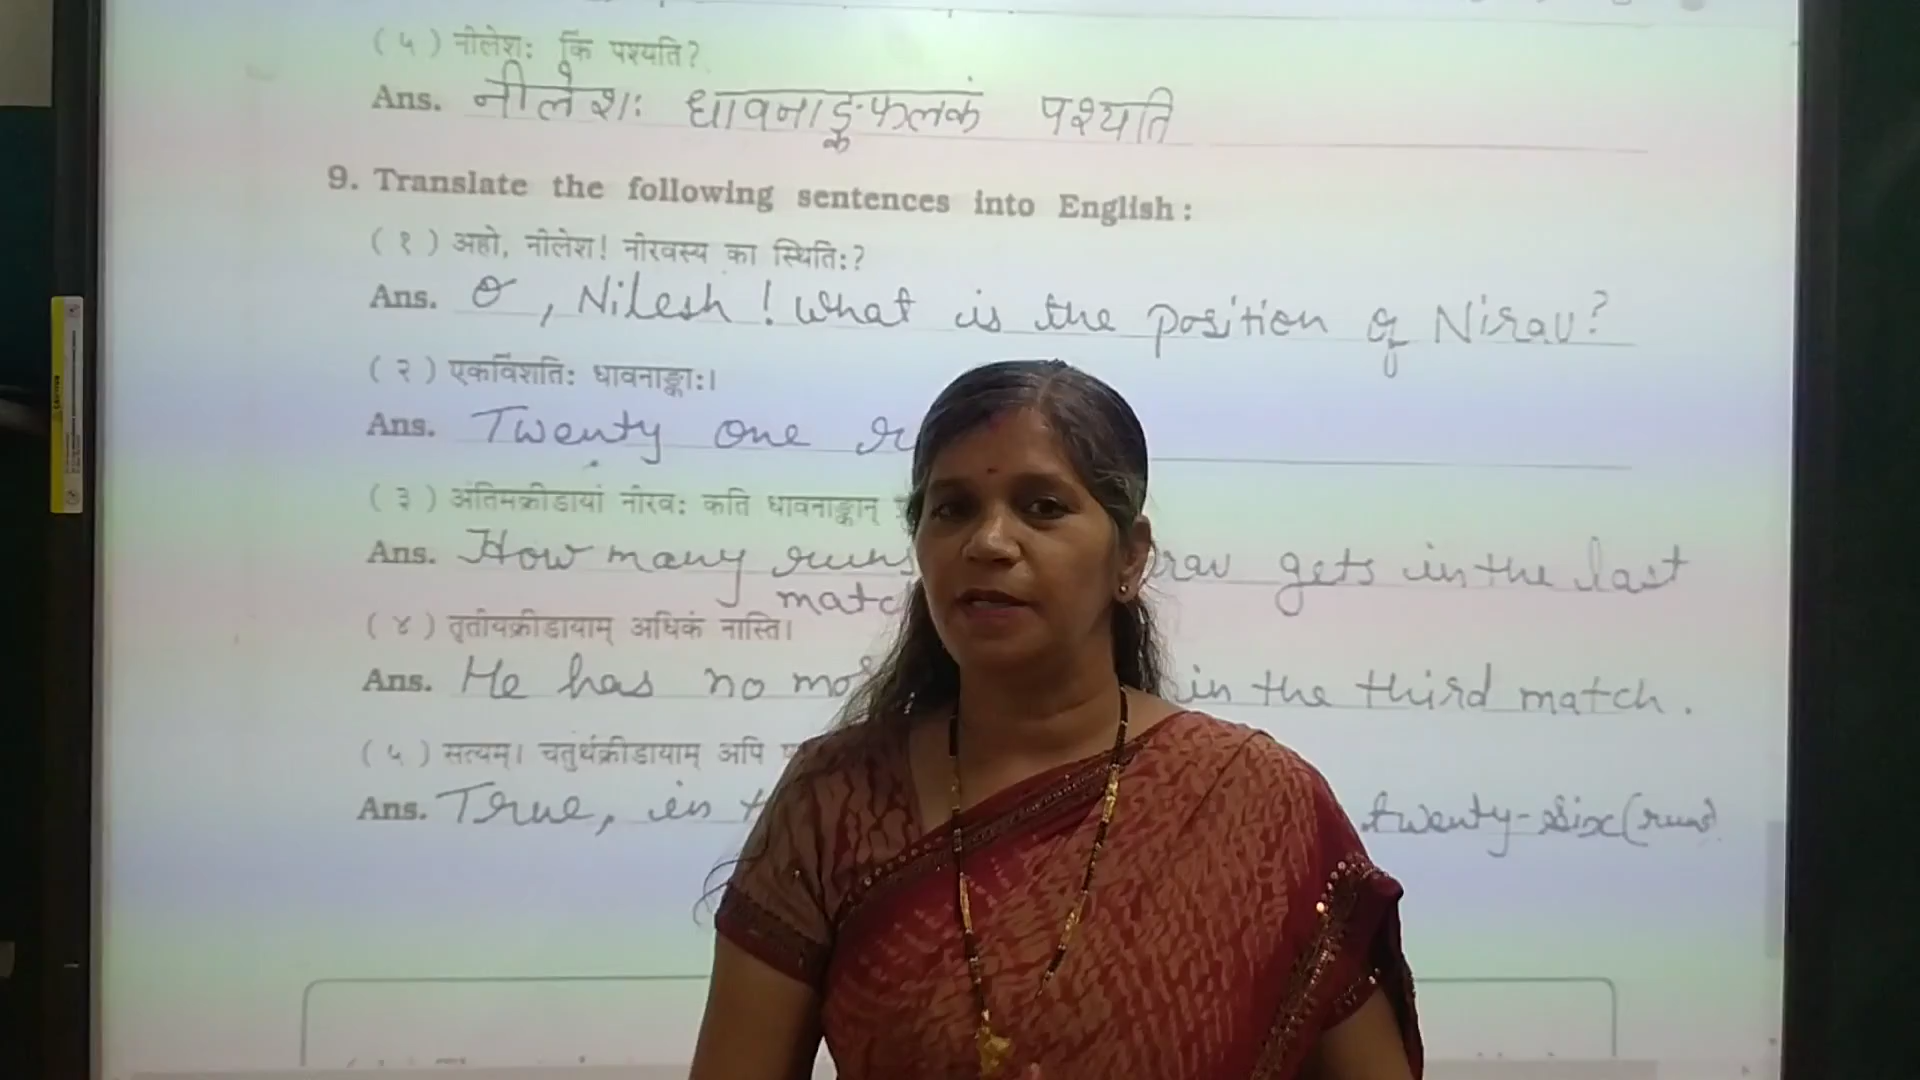 ( ५ ) नीलेशः किं पश्यति?
Ans. नीलेशः धावनाङ्कफलकं पश्यति
9. Translate the following sentences into English :
( १ ) अहो, नीलेश! नीरवस्य का स्थितिः?
Ans. O, Nilesh ! What is the position of Nirav?
( २ ) एकविंशतिः धावनाङ्काः।
Ans. Twenty one
( ३ ) अंतिमक्रीडायां नीरवः कति धावनाङ्कान्
Ans. How many runs gets in the last
( ४ ) तृतीयक्रीडायाम् अधिकं नास्ति।
Ans. He has no in the third match.
( ५ ) सत्यम्। चतुर्थक्रीडायाम् अपि
Ans. True, in twenty-six (runs)